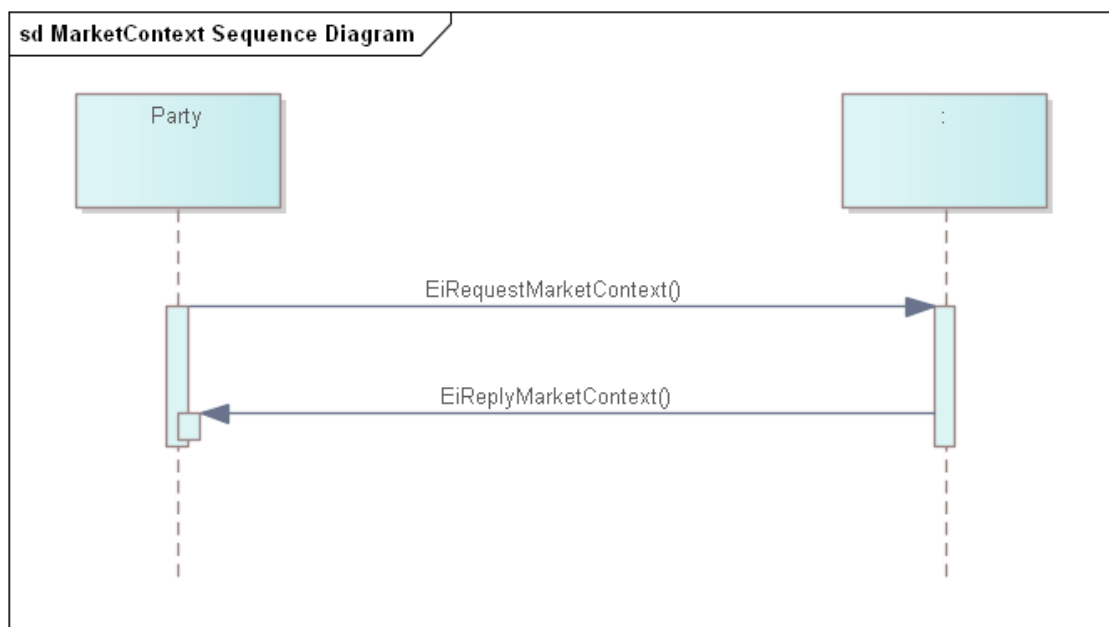 sd MarketContext Sequence Diagram
Party
:
EiRequestMarketContext()
EiReplyMarketContext()